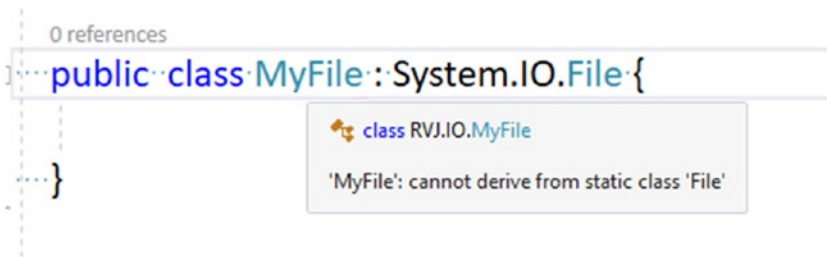 0 references
public class MyFile : System.IO.File {
class RVJ.IO.MyFile
'MyFile': cannot derive from static class 'File'
}